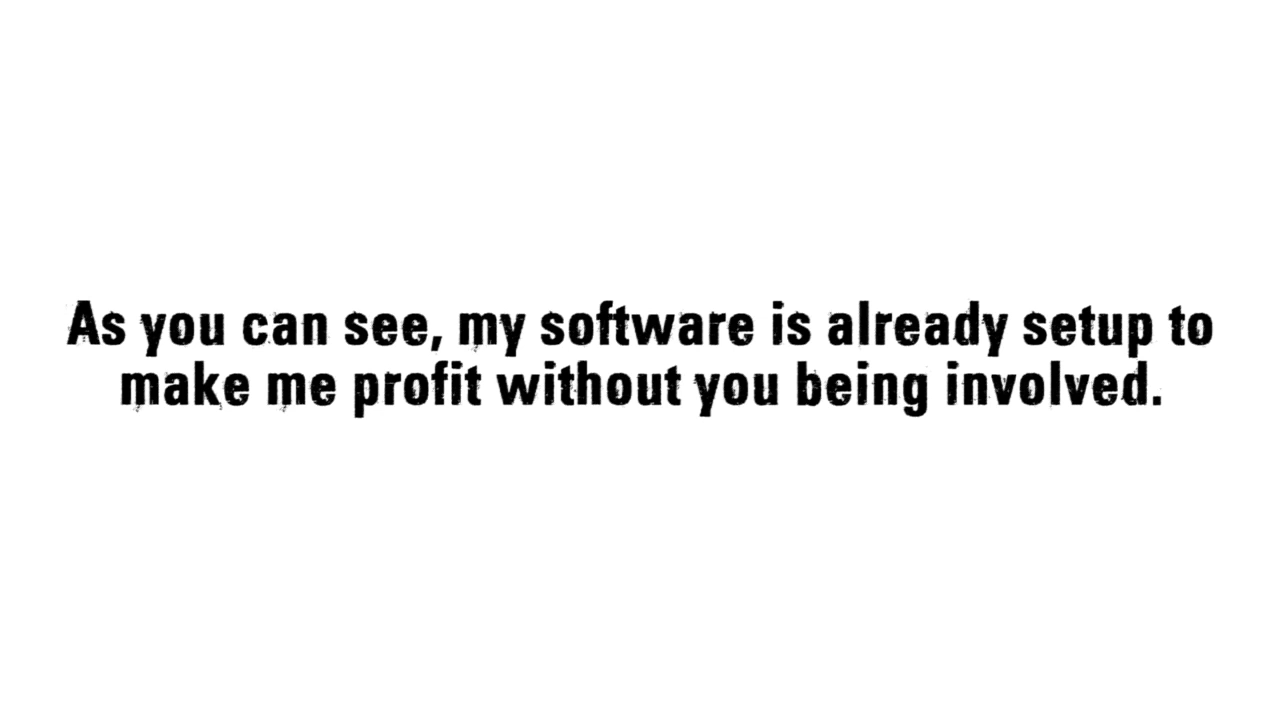 As you can see, my software is already setup to
make me profit without you being involved.